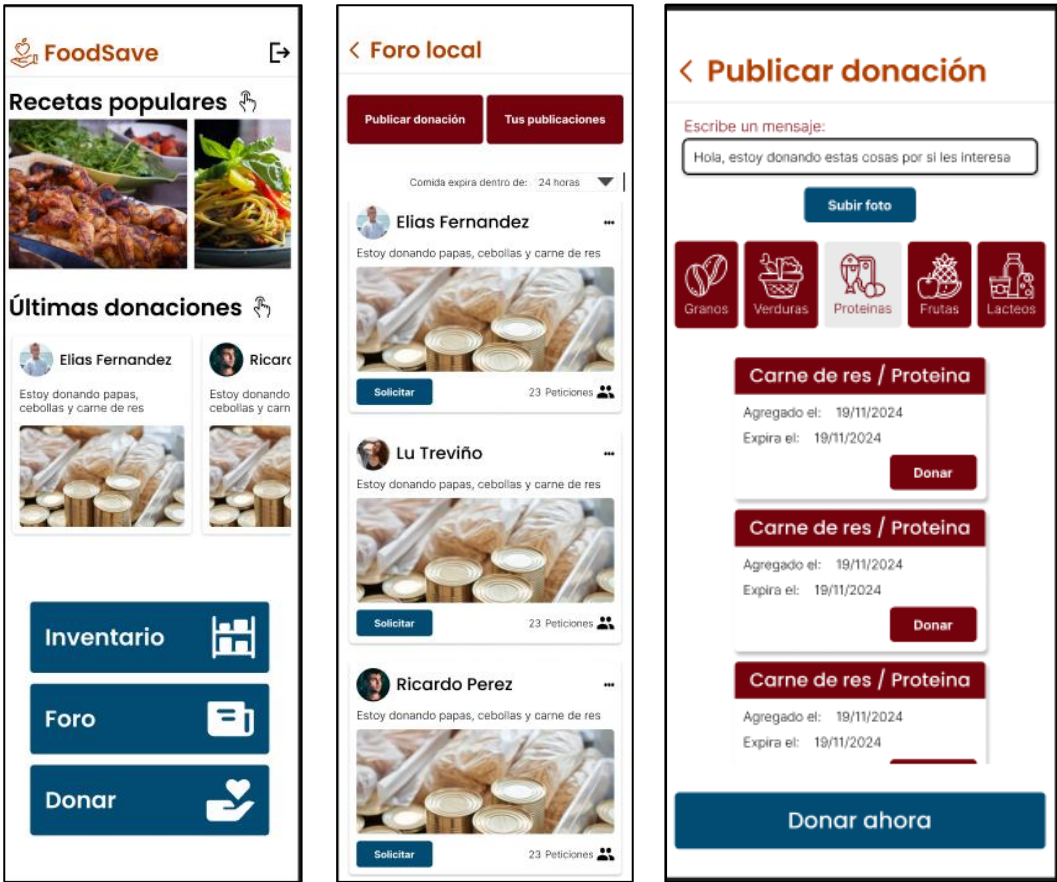 FoodSave
Recetas populares
Últimas donaciones
Elias Fernandez
Estoy donando papas,
cebollas y carne de res
Ricard
Estoy donando
cebollas y carn
Inventario
Foro
Donar
Foro local
Publicar donación
Tus publicaciones
Comida expira dentro de: 24 horas
Elias Fernandez
Estoy donando papas, cebollas y carne de res
Solicitar
23 Peticiones
Lu Treviño
Estoy donando papas, cebollas y carne de res
Solicitar
23 Peticiones
Ricardo Perez
Estoy donando papas, cebollas y carne de res
Solicitar
23 Peticiones
Publicar donación
Escribe un mensaje:
Hola, estoy donando estas cosas por si les interesa
Subir foto
Granos
Verduras
Proteinas
Frutas
Lacteos
Carne de res / Proteina
Agregado el: 19/11/2024
Expira el: 19/11/2024
Donar
Carne de res / Proteina
Agregado el: 19/11/2024
Expira el: 19/11/2024
Donar
Carne de res / Proteina
Agregado el: 19/11/2024
Expira el: 19/11/2024
Donar ahora